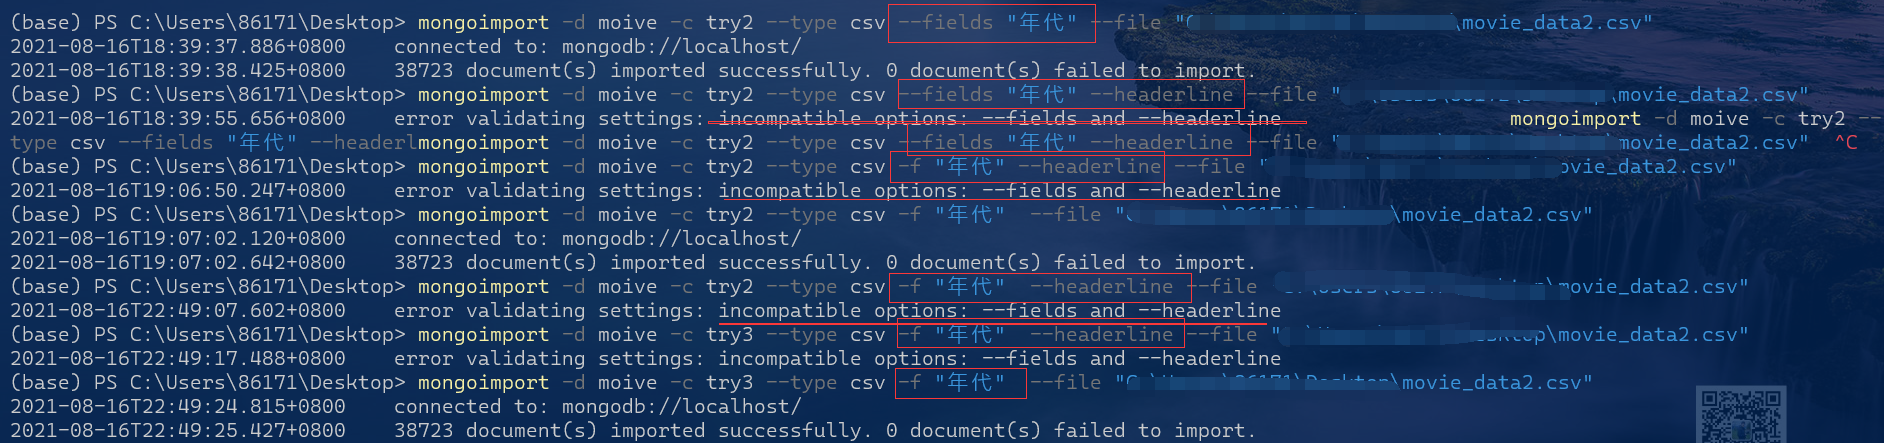 (base) PS C:\Users\86171\Desktop> mongoimport -d moive -c try2 --type csv --fields "年代" --file "\movie_data2.csv"
2021-08-16T18:39:37.886+0800 connected to: mongodb://localhost/
2021-08-16T18:39:38.425+0800 38723 document(s) imported successfully. 0 document(s) failed to import.
(base) PS C:\Users\86171\Desktop> mongoimport -d moive -c try2 --type csv --fields "年代" --headerline --file "\movie_data2.csv"
2021-08-16T18:39:55.656+0800 error validating settings: incompatible options: --fields and --headerline mongoimport -d moive -c try2 --
type csv --fields "年代" --headerlmongoimport -d moive -c try2 --type csv --fields "年代" --headerline --file "\movie_data2.csv" ^C
(base) PS C:\Users\86171\Desktop> mongoimport -d moive -c try2 --type csv -f "年代" --headerline --file "ovie_data2.csv"
2021-08-16T19:06:50.247+0800 error validating settings: incompatible options: --fields and --headerline
(base) PS C:\Users\86171\Desktop> mongoimport -d moive -c try2 --type csv -f "年代" --file "\movie_data2.csv"
2021-08-16T19:07:02.120+0800 connected to: mongodb://localhost/
2021-08-16T19:07:02.642+0800 38723 document(s) imported successfully. 0 document(s) failed to import.
(base) PS C:\Users\86171\Desktop> mongoimport -d moive -c try2 --type csv -f "年代" --headerline --file \movie_data2.csv"
2021-08-16T22:49:07.602+0800 error validating settings: incompatible options: --fields and --headerline
(base) PS C:\Users\86171\Desktop> mongoimport -d moive -c try3 --type csv -f "年代" --headerline --file "\movie_data2.csv"
2021-08-16T22:49:17.488+0800 error validating settings: incompatible options: --fields and --headerline
(base) PS C:\Users\86171\Desktop> mongoimport -d moive -c try3 --type csv -f "年代" --file "\movie_data2.csv"
2021-08-16T22:49:24.815+0800 connected to: mongodb://localhost/
2021-08-16T22:49:25.427+0800 38723 document(s) imported successfully. 0 document(s) failed to import.